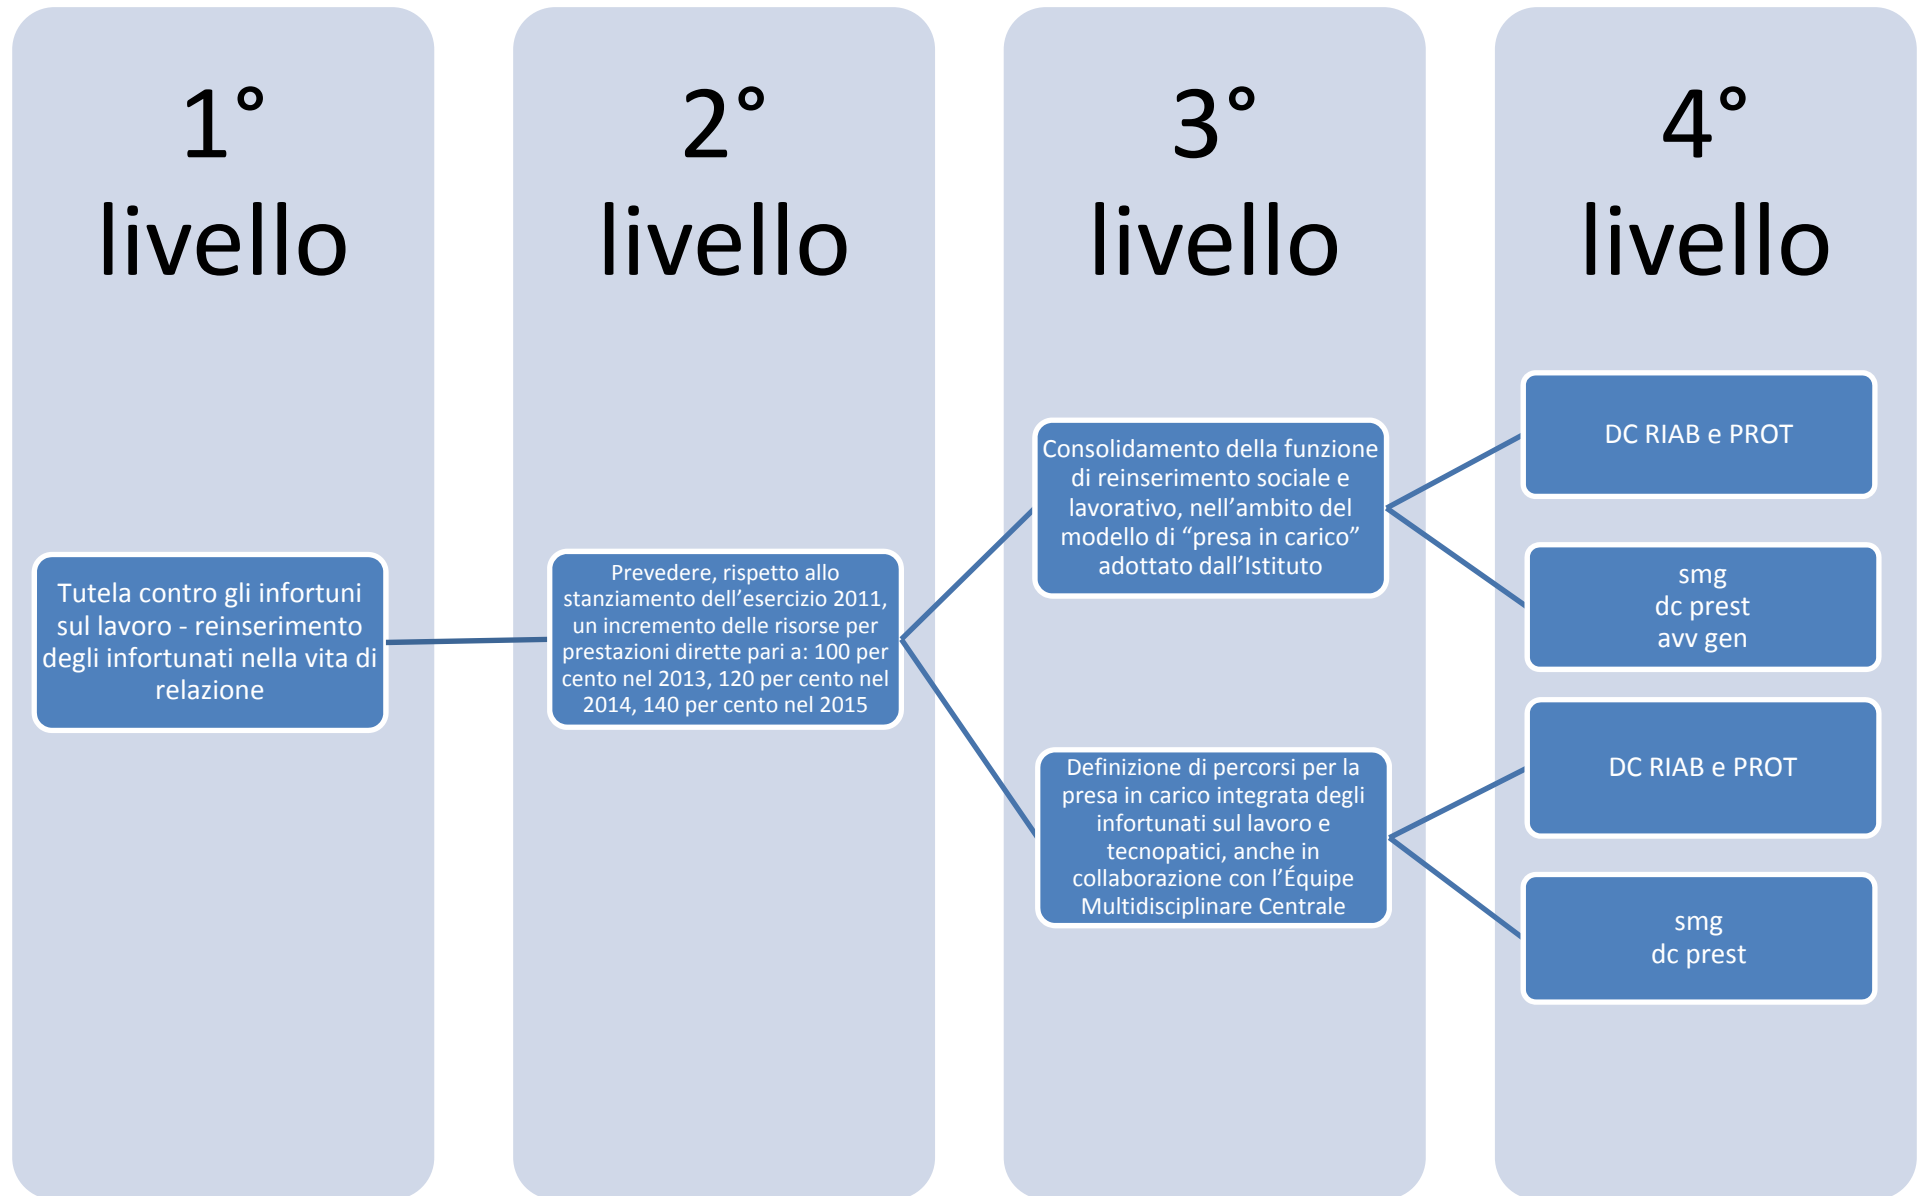 1°
livello
2°
livello
3°
livello
4°
livello
Tutela contro gli infortuni
sul lavoro - reinserimento
degli infortunati nella vita di
relazione
Prevedere, rispetto allo
stanziamento dell’esercizio 2011,
un incremento delle risorse per
prestazioni dirette pari a: 100 per
cento nel 2013, 120 per cento nel
2014, 140 per cento nel 2015
Consolidamento della funzione
di reinserimento sociale e
lavorativo, nell’ambito del
modello di “presa in carico”
adottato dall’Istituto
DC RIAB e PROT
smg
dc prest
avv gen
Definizione di percorsi per la
presa in carico integrata degli
infortunati sul lavoro e
tecnopatici, anche in
collaborazione con l’Équipe
Multidisciplinare Centrale
DC RIAB e PROT
smg
dc prest